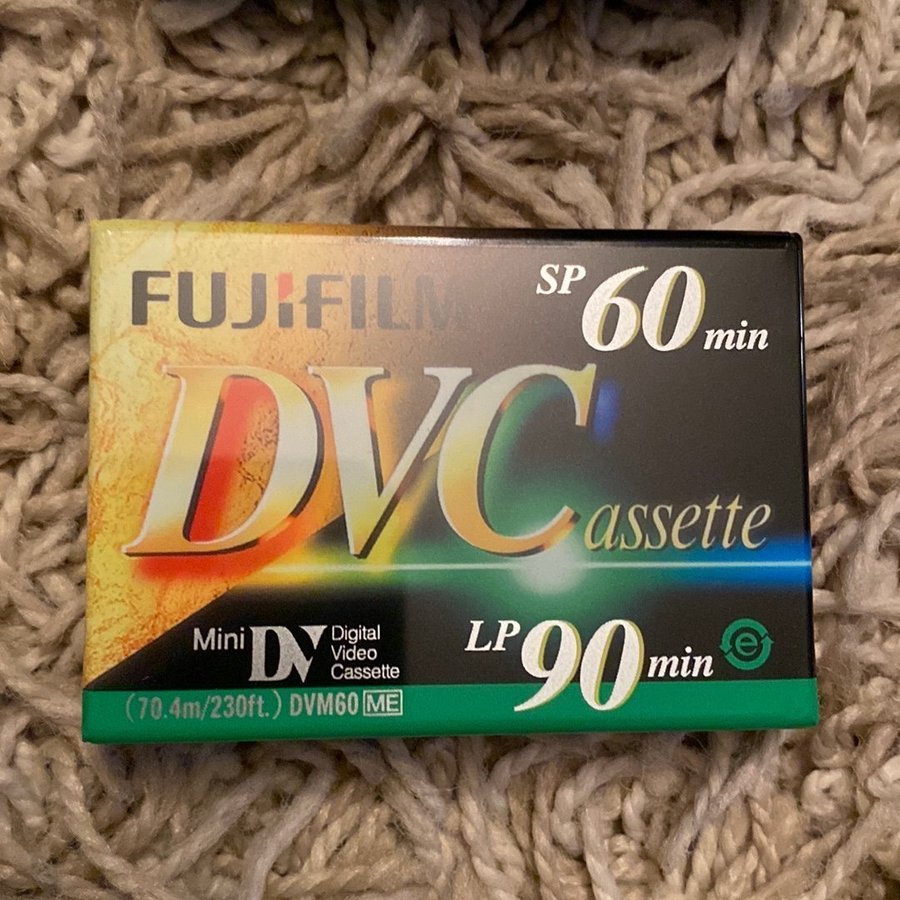 FUJIFILM
SP 60 min
DVCassette
Mini DV Digital Video Cassette
LP 90 min
e
(70.4m/230ft.) DVM60 ME